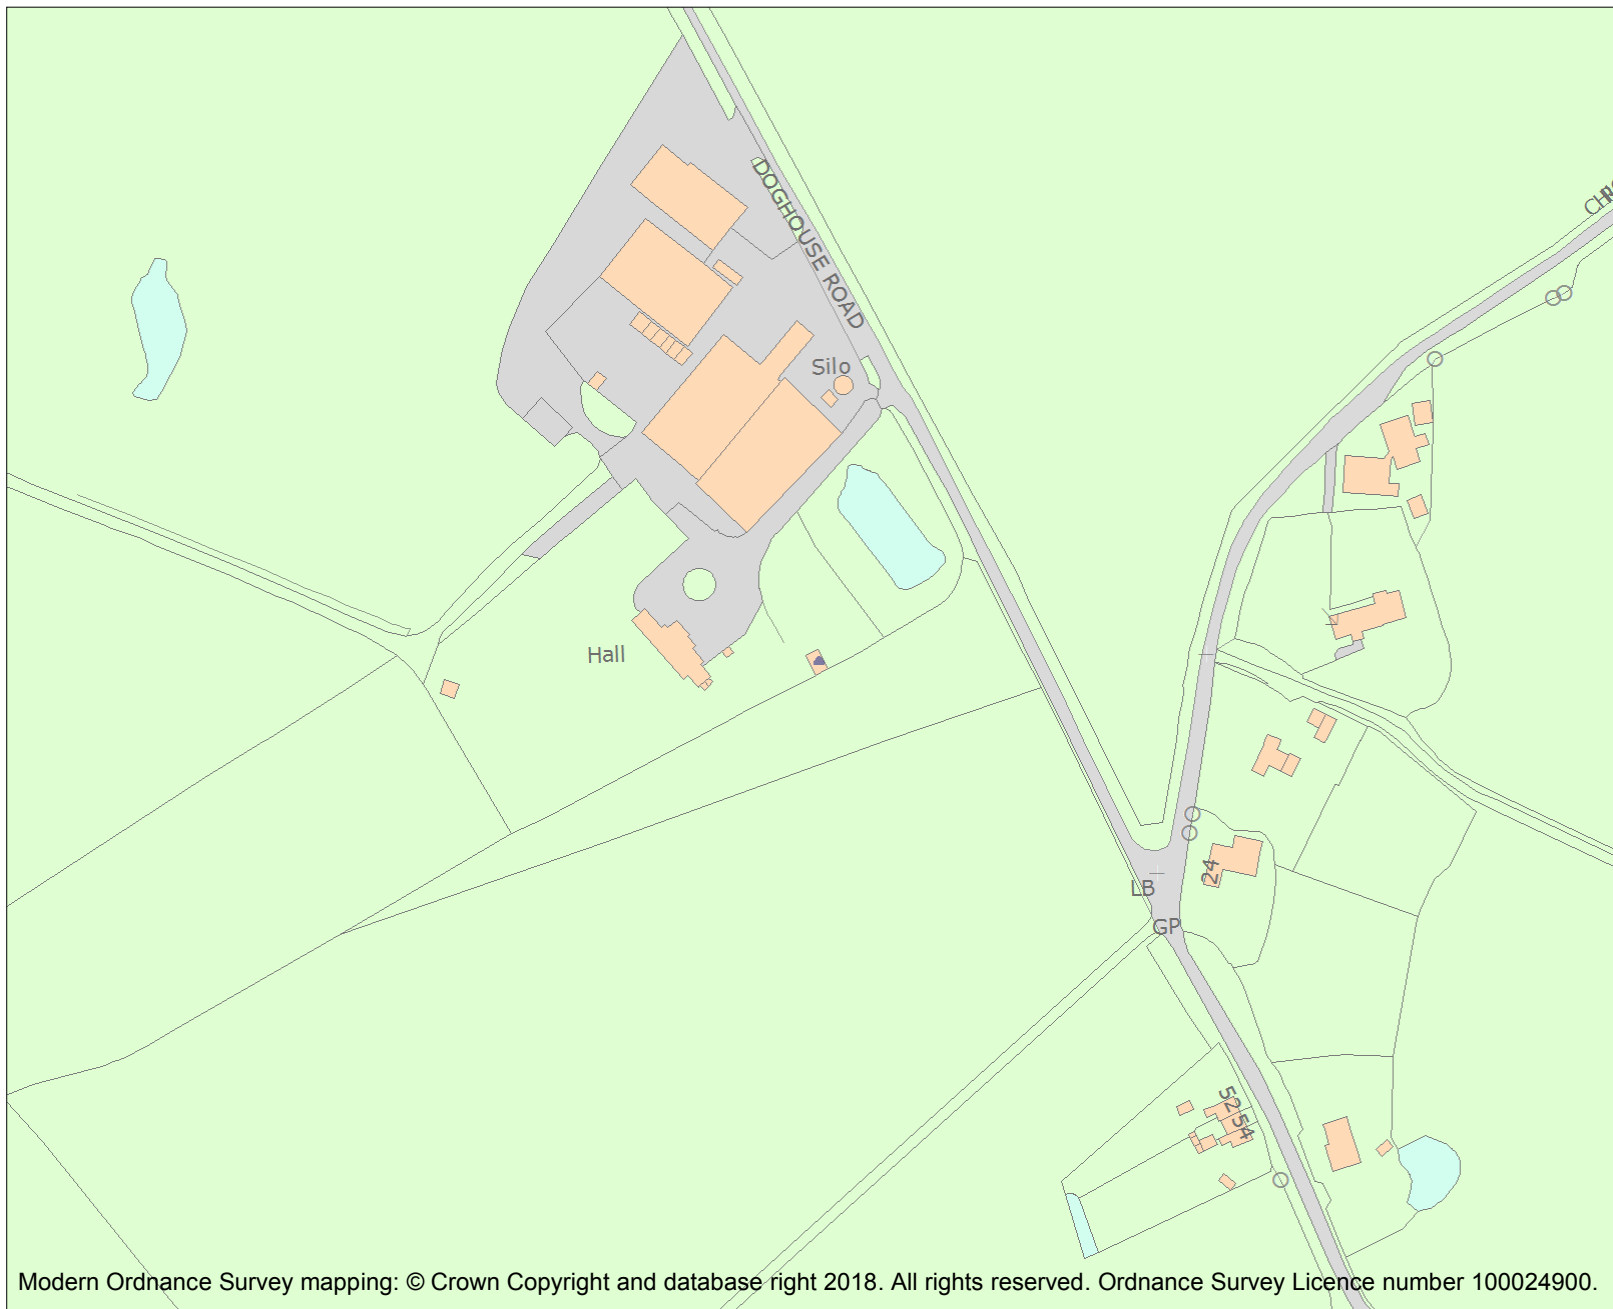 DOGHOUSE ROAD
Silo
Hall
24
LB
GP
52
54
Modern Ordnance Survey mapping: © Crown Copyright and database right 2018. All rights reserved. Ordnance Survey Licence number 100024900.